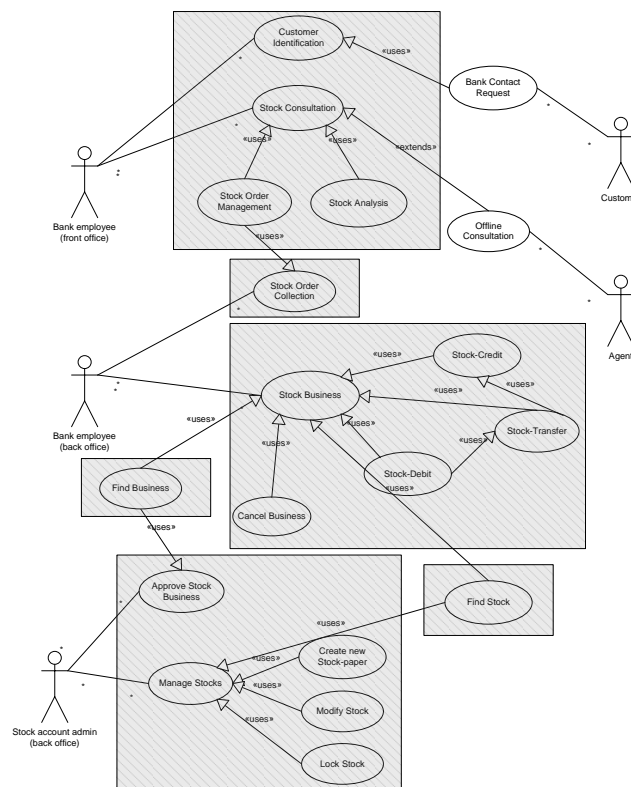 Customer
Identification
«uses»
Bank Contact
Request
*
*
Stock Consultation
*
*
«uses»
«uses»
«extends»
*
*
*
Bank employee
(front office)
Custom
Stock Order
Management
Stock Analysis
Offline
Consultation
«uses»
*
*
Stock Order
Collection
*
Agent
«uses»
Stock-Credit
«uses»
«uses»
Stock Business
*
*
*
Bank employee
(back office)
«uses»
«uses»
«uses»
Stock-Transfer
«uses»
Stock-Debit
«uses»
Find Business
Cancel Business
«uses»
Approve Stock
Business
*
Find Stock
«uses»
*
«uses»
Create new
Stock-paper
*
Manage Stocks
«uses»
*
Modify Stock
«uses»
Stock account admin
(back office)
Lock Stock